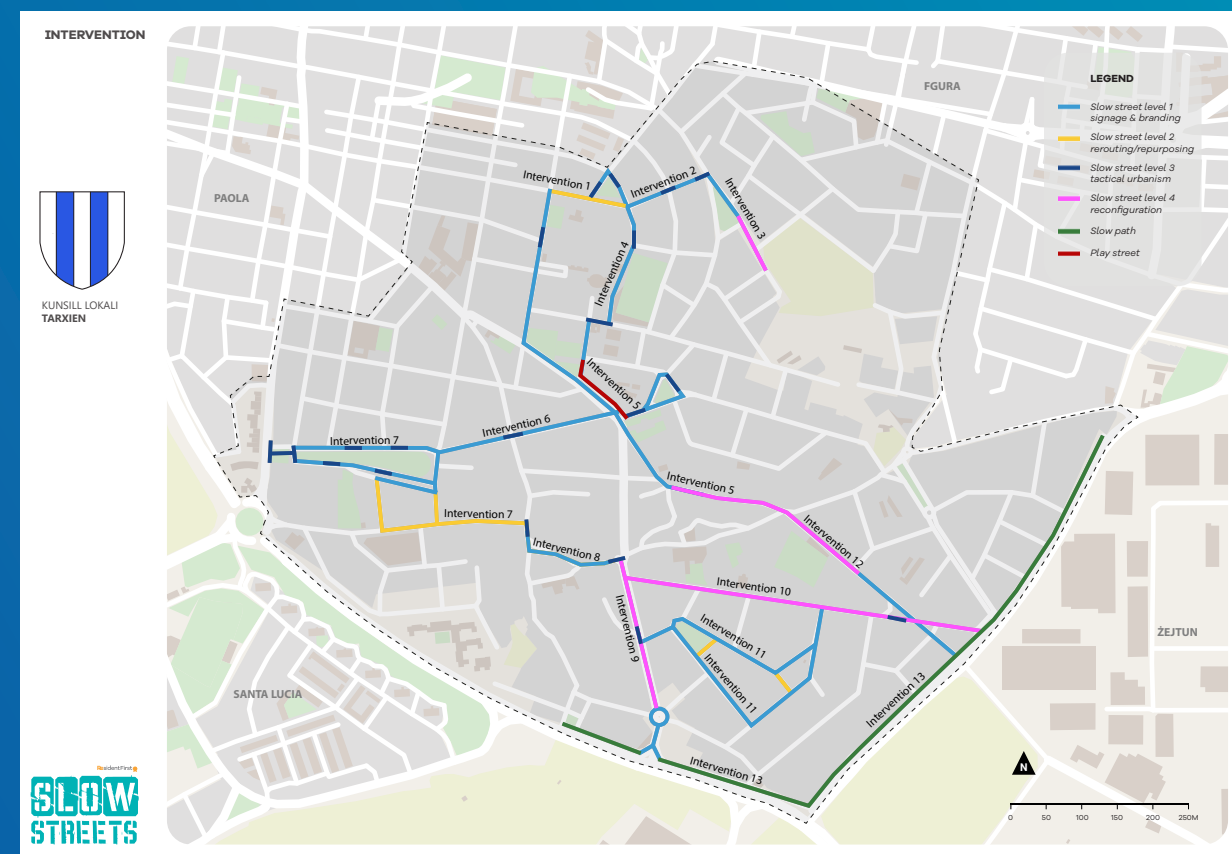 INTERVENTION
KUNSILL LOKALI
TARXIEN
ResidentFirst
SLOW
STREETS
PAOLA
FGURA
SANTA LUCIA
ŻEJTUN
Intervention 1
Intervention 2
Intervention 3
Intervention 4
Intervention 5
Intervention 6
Intervention 7
Intervention 7
Intervention 8
Intervention 5
Intervention 12
Intervention 10
Intervention 9
Intervention 11
Intervention 11
Intervention 13
Intervention 13
LEGEND
Slow street level 1
signage & branding
Slow street level 2
rerouting/repurposing
Slow street level 3
tactical urbanism
Slow street level 4
reconfiguration
Slow path
Play street
N
0 50 100 150 200 250M